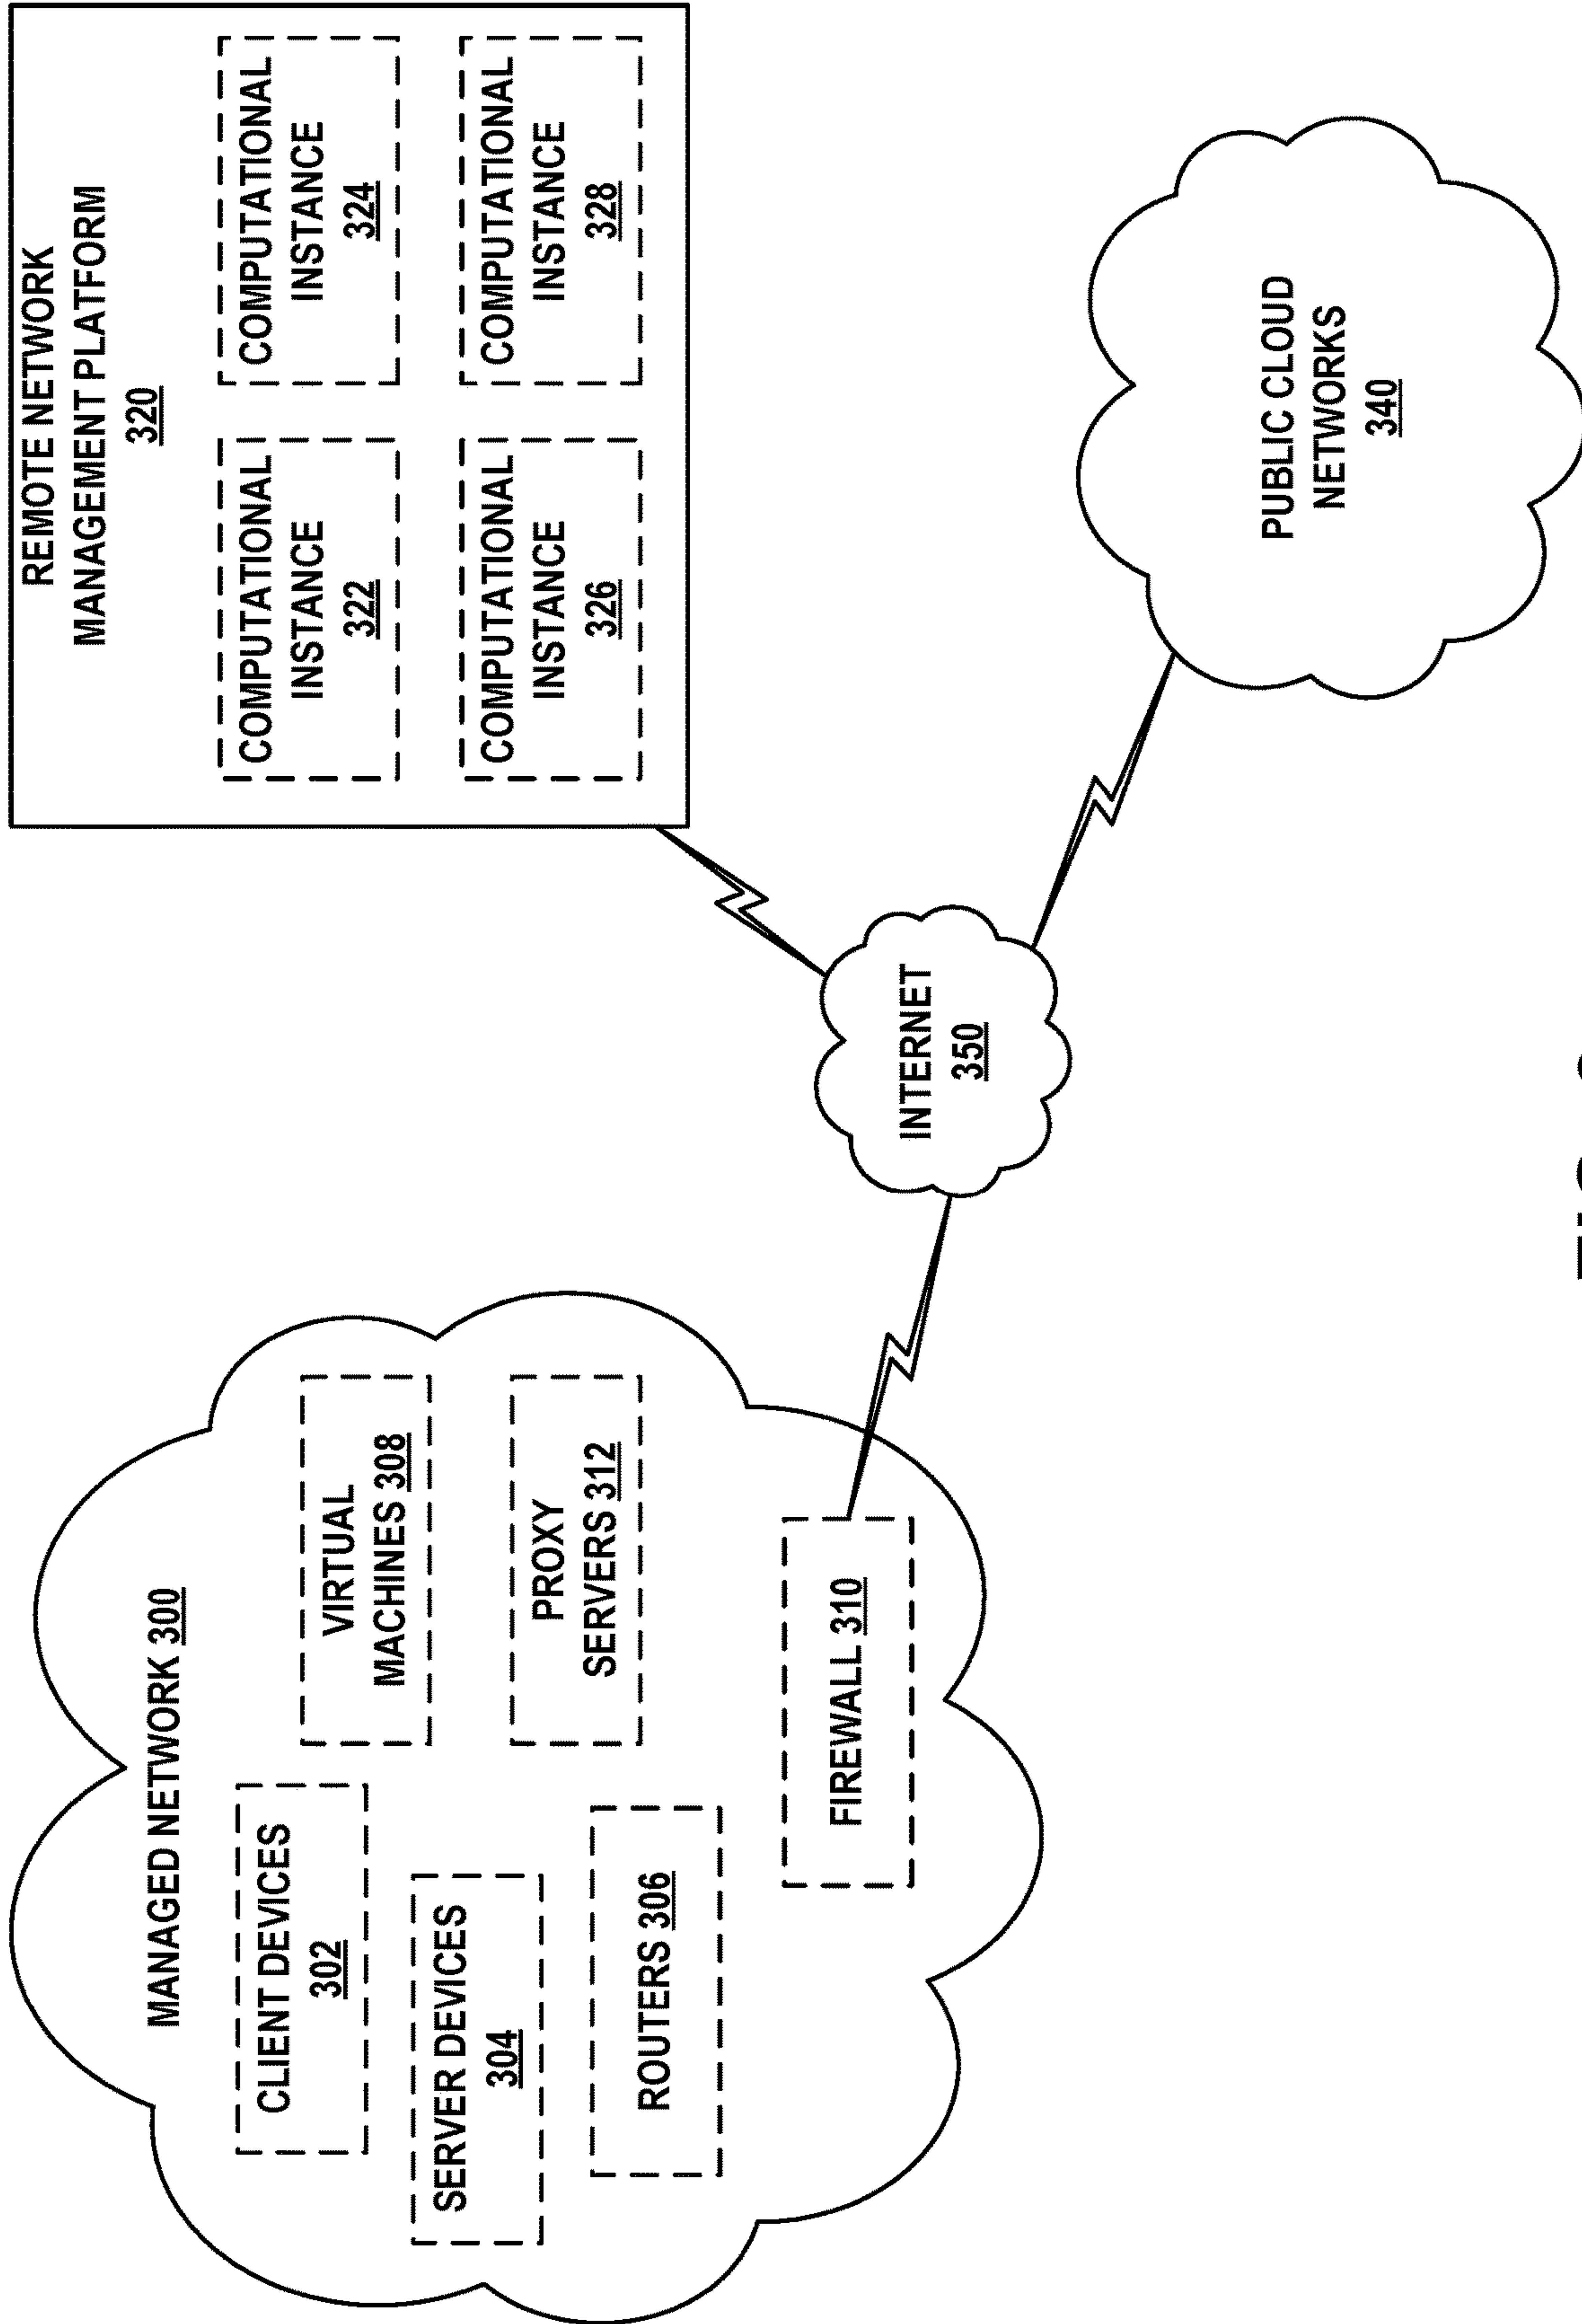 MANAGED NETWORK 300
CLIENT DEVICES
302
SERVER DEVICES
304
ROUTERS 306
VIRTUAL
MACHINES 308
PROXY
SERVERS 312
FIREWALL 310
INTERNET
350
REMOTE NETWORK
MANAGEMENT PLATFORM
320
COMPUTATIONAL
INSTANCE
322
COMPUTATIONAL
INSTANCE
324
COMPUTATIONAL
INSTANCE
326
COMPUTATIONAL
INSTANCE
328
PUBLIC CLOUD
NETWORKS
340